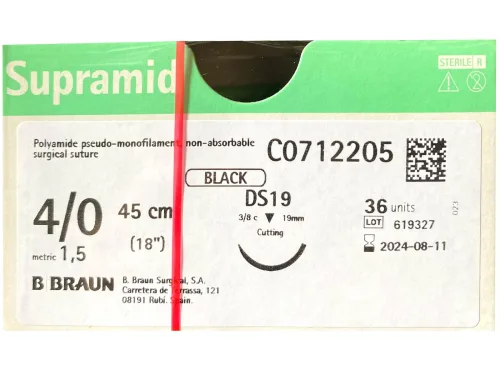 Supramid
STERILE R
Polyamide pseudo-monofilament, non-absorbable
surgical suture
C0712205
BLACK
DS19
4/0 45 cm
(18")
metric 1,5
3/8 c 19mm
Cutting
36 units
LOT 619327
2024-08-11
023
B BRAUN
B. Braun Surgical, S.A.
Carretera de Terrassa, 121
08191 Rubí. Spain.